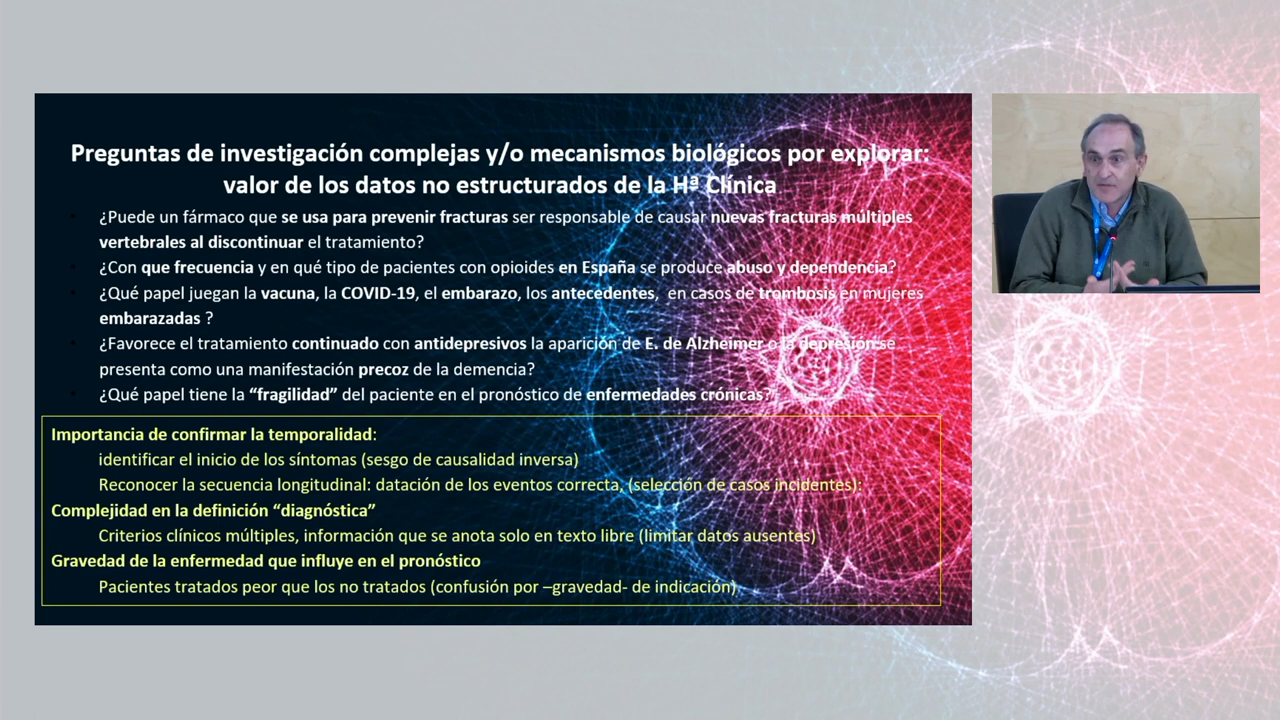 Preguntas de investigación complejas y/o mecanismos biológicos por explorar:
valor de los datos no estructurados de la Hª Clínica
¿Puede un fármaco que se usa para prevenir fracturas ser responsable de causar nuevas fracturas múltiples
vertebrales al discontinuar el tratamiento?
¿Con que frecuencia y en qué tipo de pacientes con opioides en España se produce abuso y dependencia?
¿Qué papel juegan la vacuna, la COVID-19, el embarazo, los antecedentes, en casos de trombosis en mujeres
embarazadas ?
¿Favorece el tratamiento continuado con antidepresivos la aparición de E. de Alzheimer o la depresión se
presenta como una manifestación precoz de la demencia?
¿Qué papel tiene la “fragilidad” del paciente en el pronóstico de enfermedades crónicas?
Importancia de confirmar la temporalidad:
identificar el inicio de los síntomas (sesgo de causalidad inversa)
Reconocer la secuencia longitudinal: datación de los eventos correcta, (selección de casos incidentes):
Complejidad en la definición “diagnóstica”
Criterios clínicos múltiples, información que se anota solo en texto libre (limitar datos ausentes)
Gravedad de la enfermedad que influye en el pronóstico
Pacientes tratados peor que los no tratados (confusión por –gravedad- de indicación)